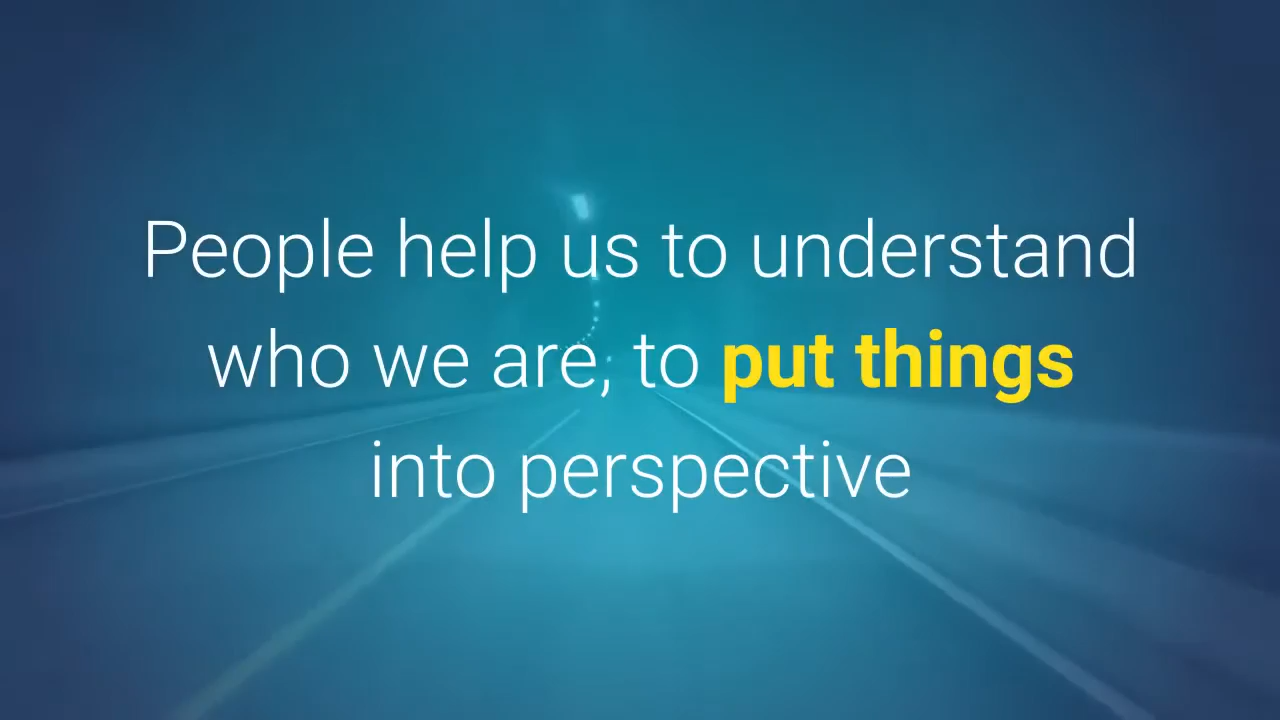 People help us to understand
who we are, to put things
into perspective